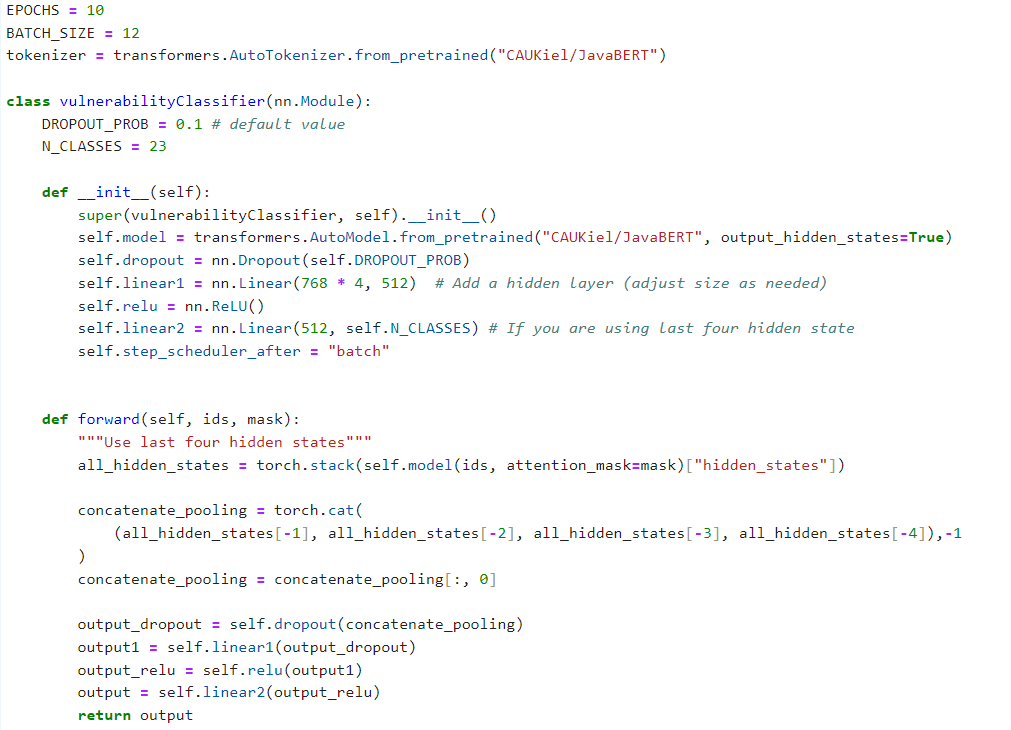 EPOCHS = 10
BATCH_SIZE = 12
tokenizer = transformers.AutoTokenizer.from_pretrained("CAUKiel/JavaBERT")

class vulnerabilityClassifier(nn.Module):
    DROPOUT_PROB = 0.1 # default value
    N_CLASSES = 23

    def __init__(self):
        super(vulnerabilityClassifier, self).__init__()
        self.model = transformers.AutoModel.from_pretrained("CAUKiel/JavaBERT", output_hidden_states=True)
        self.dropout = nn.Dropout(self.DROPOUT_PROB)
        self.linear1 = nn.Linear(768 * 4, 512)  # Add a hidden layer (adjust size as needed)
        self.relu = nn.ReLU()
        self.linear2 = nn.Linear(512, self.N_CLASSES) # If you are using last four hidden state
        self.step_scheduler_after = "batch"


    def forward(self, ids, mask):
        """Use last four hidden states"""
        all_hidden_states = torch.stack(self.model(ids, attention_mask=mask)["hidden_states"])

        concatenate_pooling = torch.cat(
            (all_hidden_states[-1], all_hidden_states[-2], all_hidden_states[-3], all_hidden_states[-4]),-1
        )
        concatenate_pooling = concatenate_pooling[:, 0]

        output_dropout = self.dropout(concatenate_pooling)
        output1 = self.linear1(output_dropout)
        output_relu = self.relu(output1)
        output = self.linear2(output_relu)
        return output